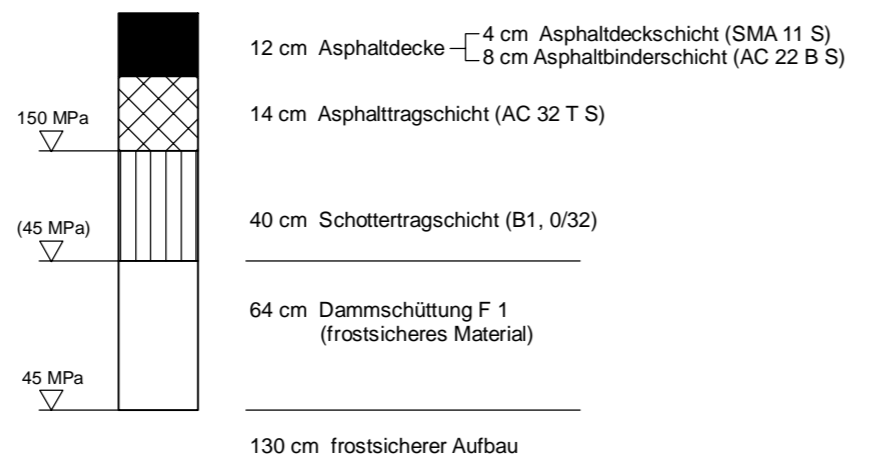 4 cm Asphaltdeckschicht (SMA 11 S)
12 cm Asphaltdecke
8 cm Asphaltbinderschicht (AC 22 B S)
150 MPa
14 cm Asphalttragschicht (AC 32 T S)
(45 MPa)
40 cm Schottertragschicht (B1, 0/32)
64 cm Dammschüttung F 1
(frostsicheres Material)
45 MPa
130 cm frostsicherer Aufbau